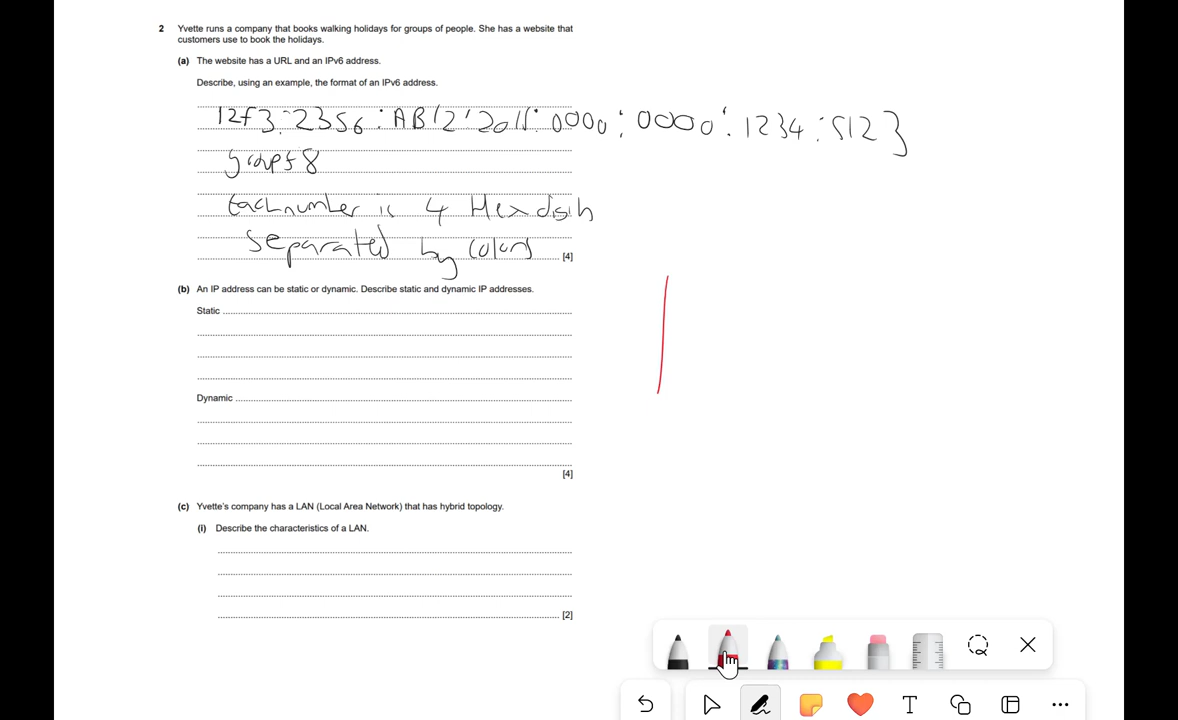 2 Yvette runs a company that books walking holidays for groups of people. She has a website that
customers use to book the holidays.
(a) The website has a URL and an IPv6 address.
Describe, using an example, the format of an IPv6 address.
12f3:2356:AB12:2011:0000:0000:1234:5123
groups 8
Each number is 4 Hex
separated by colons
[4]
(b) An IP address can be static or dynamic. Describe static and dynamic IP addresses.
Static
Dynamic
[4]
(c) Yvette's company has a LAN (Local Area Network) that has hybrid topology.
(i) Describe the characteristics of a LAN.
[2]
T